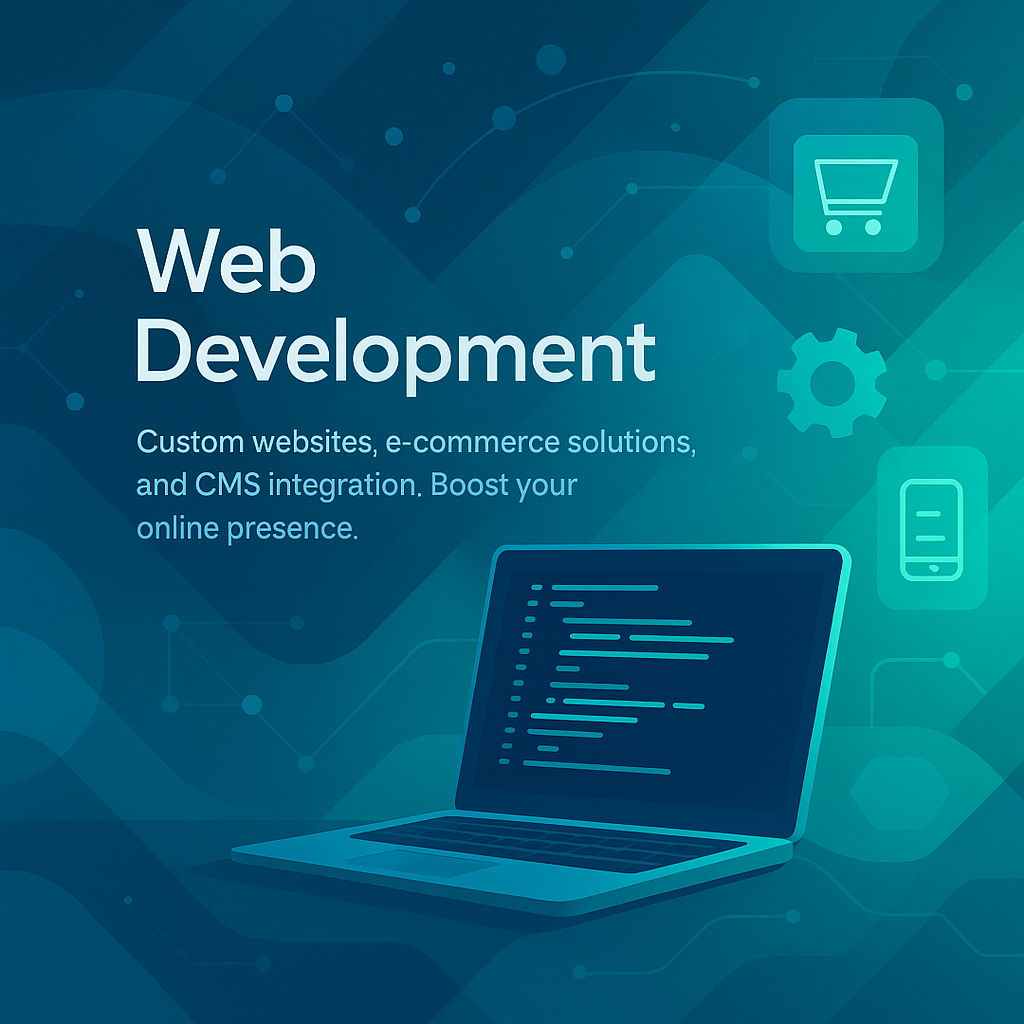 Web
Development
Custom websites, e-commerce solutions,
and CMS integration. Boost your
online presence.